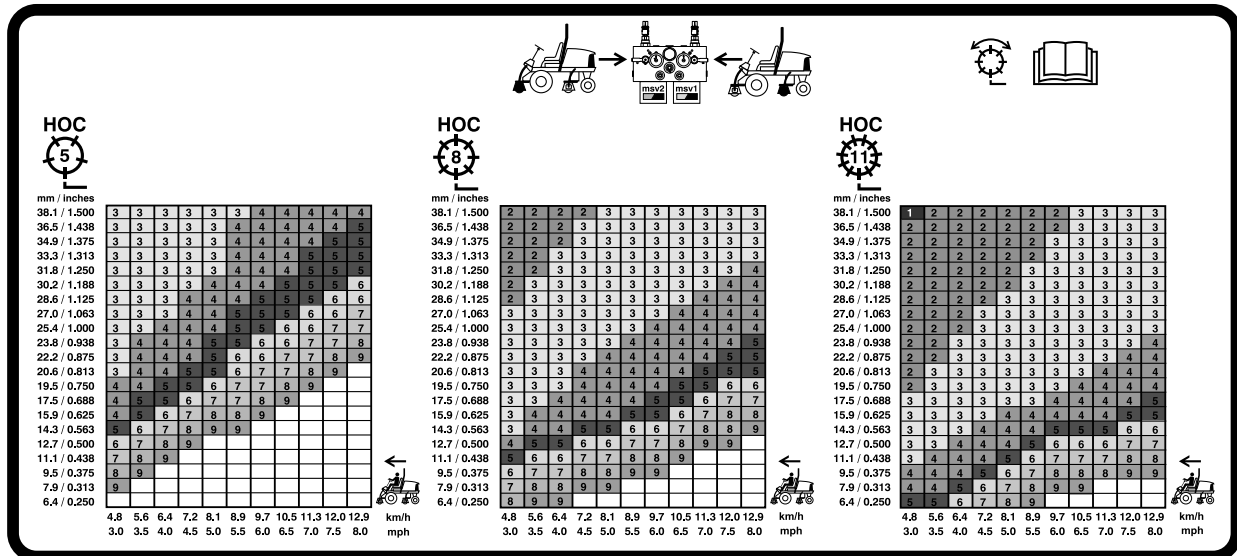 msv2
msv1
HOC
5
mm / inches
38.1 / 1.500 3 3 3 3 3 3 4 4 4 4 4
36.5 / 1.438 3 3 3 3 3 4 4 4 4 4 5
34.9 / 1.375 3 3 3 3 3 4 4 4 4 5 5
33.3 / 1.313 3 3 3 3 3 4 4 4 5 5 5
31.8 / 1.250 3 3 3 3 3 4 4 4 5 5 5
30.2 / 1.188 3 3 3 4 4 4 4 5 5 5 6
28.6 / 1.125 3 3 3 4 4 4 5 5 5 6 6
27.0 / 1.063 3 3 3 4 4 5 5 5 6 6 7
25.4 / 1.000 3 3 4 4 4 5 5 6 6 7 7
23.8 / 0.938 3 4 4 4 5 5 6 6 7 7 8
22.2 / 0.875 3 4 4 4 5 6 6 7 7 8 9
20.6 / 0.813 3 4 4 5 5 6 7 7 8 9
19.5 / 0.750 4 4 5 5 6 7 7 8 9
17.5 / 0.688 4 5 5 6 7 7 8 9
15.9 / 0.625 4 5 6 7 8 8 9
14.3 / 0.563 5 6 7 8 9 9
12.7 / 0.500 6 7 8 9
11.1 / 0.438 7 8 9
9.5 / 0.375 8 9
7.9 / 0.313 9
6.4 / 0.250
4.8 5.6 6.4 7.2 8.1 8.9 9.7 10.5 11.3 12.0 12.9 km/h
3.0 3.5 4.0 4.5 5.0 5.5 6.0 6.5 7.0 7.5 8.0 mph
HOC
8
mm / inches
38.1 / 1.500 2 2 2 2 3 3 3 3 3 3 3
36.5 / 1.438 2 2 2 3 3 3 3 3 3 3 3
34.9 / 1.375 2 2 2 3 3 3 3 3 3 3 3
33.3 / 1.313 2 2 3 3 3 3 3 3 3 3 3
31.8 / 1.250 2 2 3 3 3 3 3 3 3 3 4
30.2 / 1.188 2 3 3 3 3 3 3 3 3 4 4
28.6 / 1.125 2 3 3 3 3 3 3 3 4 4 4
27.0 / 1.063 3 3 3 3 3 3 3 4 4 4 4
25.4 / 1.000 3 3 3 3 3 3 4 4 4 4 4
23.8 / 0.938 3 3 3 3 3 4 4 4 4 4 5
22.2 / 0.875 3 3 3 3 4 4 4 4 4 5 5
20.6 / 0.813 3 3 3 4 4 4 4 4 5 5 5
19.5 / 0.750 3 3 3 4 4 4 4 5 5 6 6
17.5 / 0.688 3 3 4 4 4 4 5 5 6 6 7
15.9 / 0.625 3 4 4 4 4 5 5 6 7 8 8
14.3 / 0.563 3 4 4 4 5 5 6 6 7 8 9
12.7 / 0.500 4 5 5 6 6 7 7 8 9 9
11.1 / 0.438 5 6 6 7 7 8 8 9
9.5 / 0.375 6 7 7 8 8 9 9
7.9 / 0.313 7 8 8 9 9
6.4 / 0.250 8 9 9
4.8 5.6 6.4 7.2 8.1 8.9 9.7 10.5 11.3 12.0 12.9 km/h
3.0 3.5 4.0 4.5 5.0 5.5 6.0 6.5 7.0 7.5 8.0 mph
HOC
11
mm / inches
38.1 / 1.500 1 2 2 2 2 2 2 3 3 3 3
36.5 / 1.438 2 2 2 2 2 2 2 3 3 3 3
34.9 / 1.375 2 2 2 2 2 2 3 3 3 3 3
33.3 / 1.313 2 2 2 2 2 2 3 3 3 3 3
31.8 / 1.250 2 2 2 2 2 3 3 3 3 3 3
30.2 / 1.188 2 2 2 2 2 3 3 3 3 3 3
28.6 / 1.125 2 2 2 2 3 3 3 3 3 3 3
27.0 / 1.063 2 2 2 3 3 3 3 3 3 3 3
25.4 / 1.000 2 2 2 3 3 3 3 3 3 3 3
23.8 / 0.938 2 2 3 3 3 3 3 3 3 3 4
22.2 / 0.875 2 2 3 3 3 3 3 3 3 4 4
20.6 / 0.813 2 3 3 3 3 3 3 3 4 4 4
19.5 / 0.750 2 3 3 3 3 3 3 4 4 4 4
17.5 / 0.688 3 3 3 3 3 3 4 4 4 4 5
15.9 / 0.625 3 3 3 3 4 4 4 4 4 5 5
14.3 / 0.563 3 3 3 4 4 4 5 5 5 6 6
12.7 / 0.500 3 3 4 4 4 5 6 6 6 7 7
11.1 / 0.438 3 4 4 4 5 6 6 7 7 8 8
9.5 / 0.375 4 4 4 5 6 7 7 8 8 9 9
7.9 / 0.313 4 4 5 6 7 8 9 9
6.4 / 0.250 5 5 6 7 8 9
4.8 5.6 6.4 7.2 8.1 8.9 9.7 10.5 11.3 12.0 12.9 km/h
3.0 3.5 4.0 4.5 5.0 5.5 6.0 6.5 7.0 7.5 8.0 mph